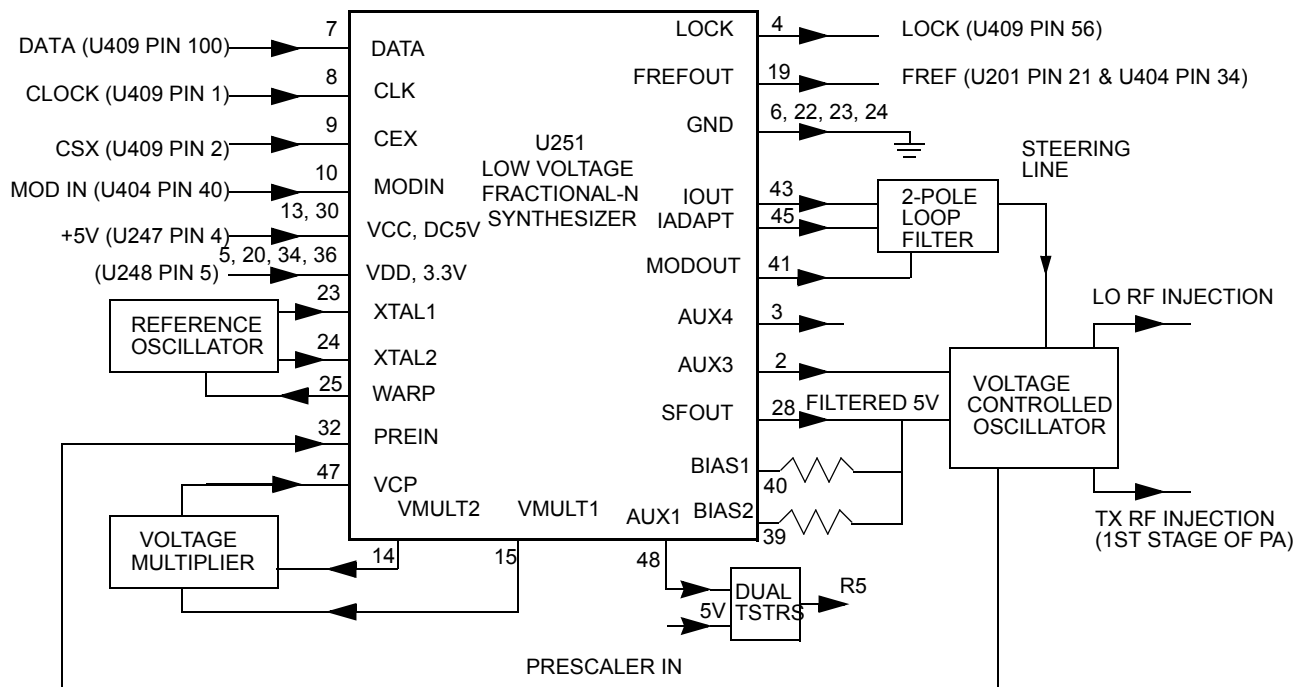 7
DATA (U409 PIN 100)
DATA
8
CLOCK (U409 PIN 1)
CLK
9
CSX (U409 PIN 2)
CEX
10
MOD IN (U404 PIN 40)
MODIN
13, 30
+5V (U247 PIN 4)
VCC, DC5V
5, 20, 34, 36
(U248 PIN 5)
VDD, 3.3V
23
XTAL1
REFERENCE
OSCILLATOR
24
XTAL2
25
WARP
32
PREIN
47
VCP
VOLTAGE
MULTIPLIER
VMULT2
14
VMULT1
15
AUX1
48
U251
LOW VOLTAGE
FRACTIONAL-N
SYNTHESIZER
LOCK
4
LOCK (U409 PIN 56)
FREFOUT
19
FREF (U201 PIN 21 & U404 PIN 34)
GND
6, 22, 23, 24
IOUT
43
IADAPT
45
MODOUT
41
2-POLE
LOOP
FILTER
STEERING
LINE
AUX4
3
AUX3
2
SFOUT
28
FILTERED 5V
BIAS1
40
BIAS2
39
VOLTAGE
CONTROLLED
OSCILLATOR
LO RF INJECTION
TX RF INJECTION
(1ST STAGE OF PA)
5V
DUAL
TSTRS
R5
PRESCALER IN